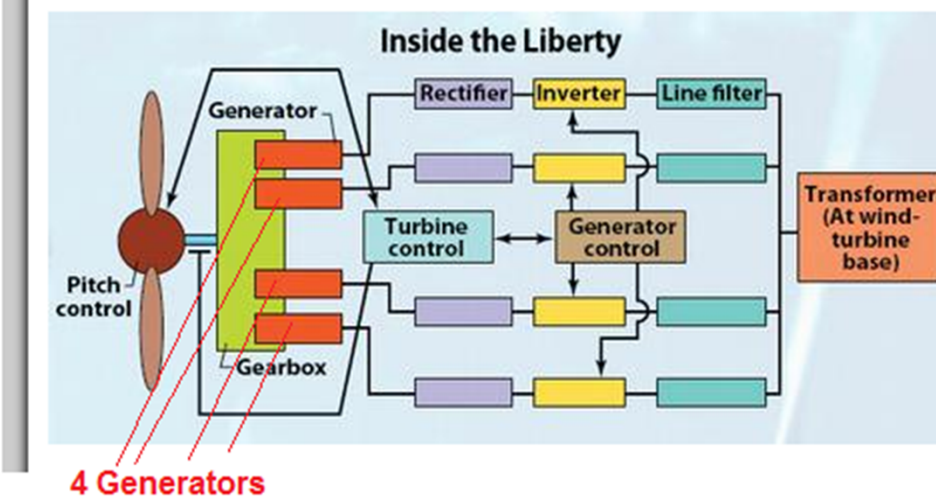 Inside the Liberty
Generator
Rectifier
Inverter
Line filter
Transformer
(At wind-
turbine
base)
Turbine
control
Generator
control
Pitch
control
Gearbox
4 Generators